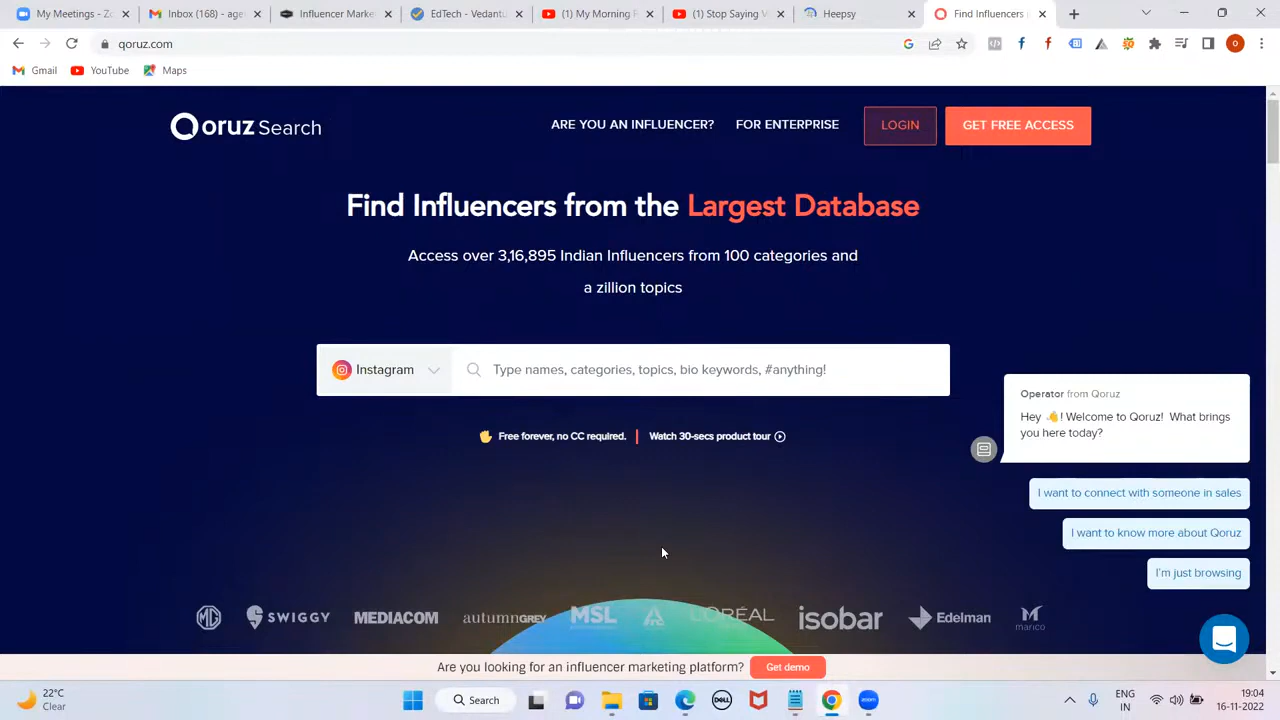 My Meetings - Zo
Inbox (168) - agenc
Influencer Marke
EdTech - Vedantu
(1) My Morning R
(1) Stop Saying V
Heepsy
Find Influencers
qoruz.com
Gmail
YouTube
Maps
Qoruz Search
ARE YOU AN INFLUENCER?
FOR ENTERPRISE
LOGIN
GET FREE ACCESS
Find Influencers from the Largest Database
Access over 3,16,895 Indian Influencers from 100 categories and
a zillion topics
Instagram
Type names, categories, topics, bio keywords, #anything!
Free forever, no CC required.
Watch 30-secs product tour
Operator from Qoruz
Hey 👋! Welcome to Qoruz! What brings
you here today?
I want to connect with someone in sales
I want to know more about Qoruz
I'm just browsing
MG
SWIGGY
MEDIACOM
autumnGREY
MSL
L'ORÉAL
isobar
Edelman
marico
Are you looking for an influencer marketing platform?
Get demo
22°C
Clear
Search
DELL
zoom
ENG
IN
19:04
16-11-2022